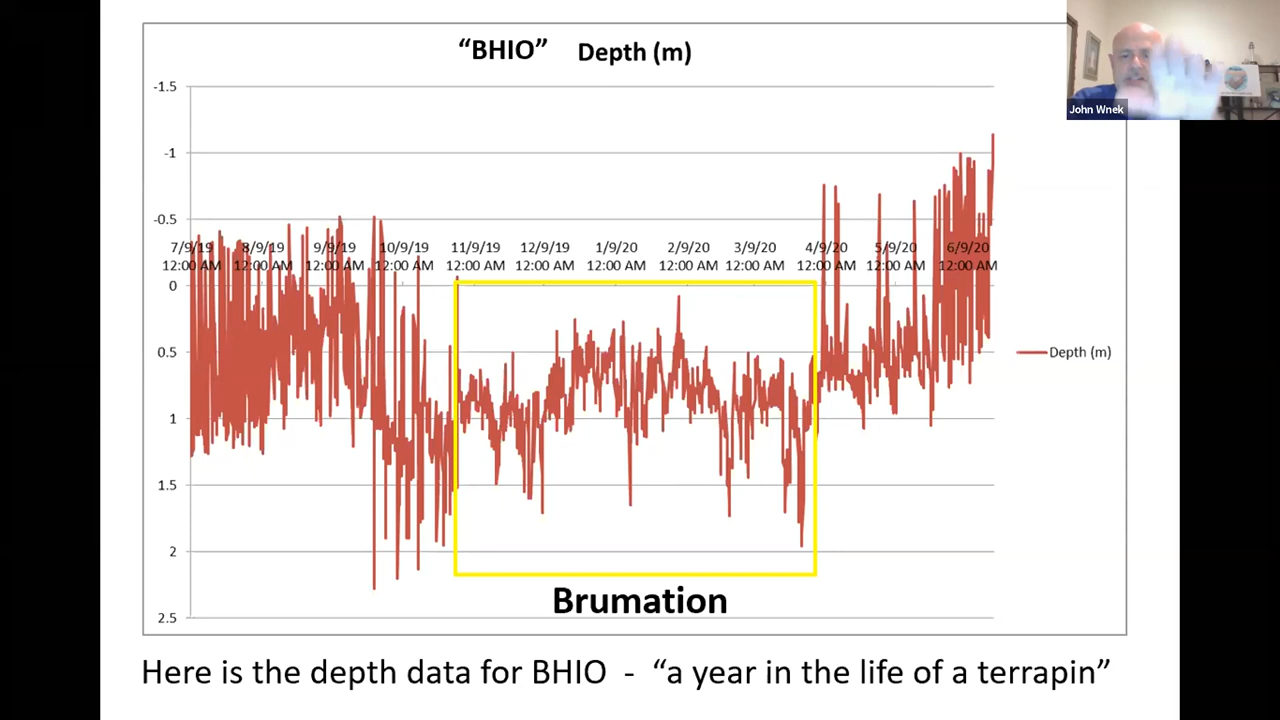 “BHIO” Depth (m)
-1.5
-1
-0.5
7/9/19 8/9/19 9/9/19 10/9/19 11/9/19 12/9/19 1/9/20 2/9/20 3/9/20 4/9/20 5/9/20 6/9/20
12:00 AM 12:00 AM 12:00 AM 12:00 AM 12:00 AM 12:00 AM 12:00 AM 12:00 AM 12:00 AM 12:00 AM 12:00 AM 12:00 AM
0
0.5
1
1.5
2
2.5
Depth (m)
Brumation
Here is the depth data for BHIO - “a year in the life of a terrapin”
John Wnek